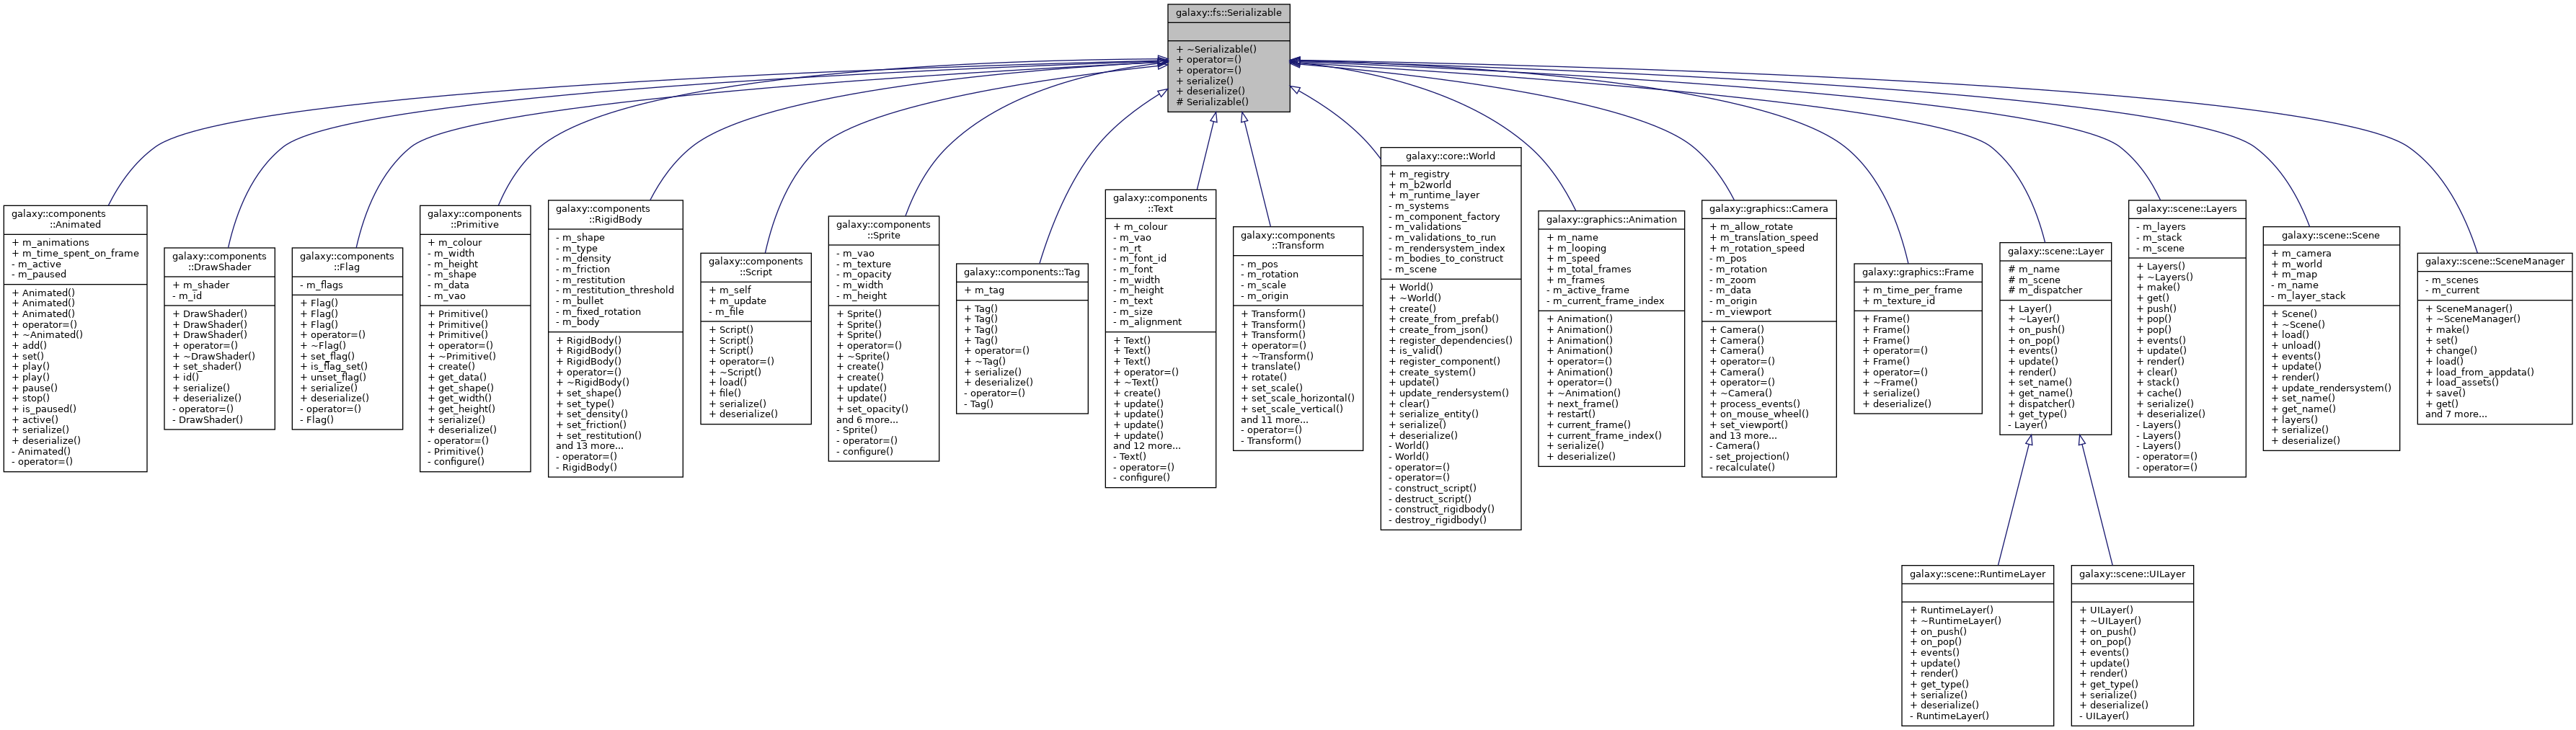 galaxy::fs::Serializable
+ ~Serializable()
+ operator=()
+ operator=()
+ serialize()
+ deserialize()
# Serializable()
galaxy::components
::Animated
+ m_animations
+ m_time_spent_on_frame
- m_active
- m_paused
+ Animated()
+ Animated()
+ Animated()
+ operator=()
+ ~Animated()
+ add()
+ set()
+ play()
+ play()
+ pause()
+ stop()
+ is_paused()
+ active()
+ serialize()
+ deserialize()
- Animated()
- operator=()
galaxy::components
::DrawShader
+ m_shader
- m_id
+ DrawShader()
+ DrawShader()
+ DrawShader()
+ operator=()
+ ~DrawShader()
+ set_shader()
+ id()
+ serialize()
+ deserialize()
- operator=()
- DrawShader()
galaxy::components
::Flag
- m_flags
+ Flag()
+ Flag()
+ Flag()
+ operator=()
+ ~Flag()
+ set_flag()
+ is_flag_set()
+ unset_flag()
+ serialize()
+ deserialize()
- operator=()
- Flag()
galaxy::components
::Primitive
+ m_colour
- m_width
- m_height
- m_shape
- m_data
- m_vao
+ Primitive()
+ Primitive()
+ Primitive()
+ operator=()
+ ~Primitive()
+ create()
+ get_data()
+ get_shape()
+ get_width()
+ get_height()
+ serialize()
+ deserialize()
- operator=()
- Primitive()
- configure()
galaxy::components
::RigidBody
- m_shape
- m_type
- m_density
- m_friction
- m_restitution
- m_restitution_threshold
- m_bullet
- m_fixed_rotation
- m_body
+ RigidBody()
+ RigidBody()
+ RigidBody()
+ operator=()
+ ~RigidBody()
+ set_shape()
+ set_type()
+ set_density()
+ set_friction()
+ set_restitution()
and 13 more...
- operator=()
- RigidBody()
galaxy::components
::Script
+ m_self
+ m_update
- m_file
+ Script()
+ Script()
+ Script()
+ operator=()
+ ~Script()
+ load()
+ file()
+ serialize()
+ deserialize()
galaxy::components
::Sprite
- m_vao
- m_texture
- m_opacity
- m_width
- m_height
+ Sprite()
+ Sprite()
+ Sprite()
+ operator=()
+ ~Sprite()
+ create()
+ create()
+ update()
+ update()
+ set_opacity()
and 6 more...
- Sprite()
- operator=()
- configure()
galaxy::components::Tag
+ m_tag
+ Tag()
+ Tag()
+ Tag()
+ Tag()
+ operator=()
+ ~Tag()
+ serialize()
+ deserialize()
- operator=()
- Tag()
galaxy::components
::Text
+ m_colour
- m_vao
- m_rt
- m_font_id
- m_font
- m_width
- m_height
- m_text
- m_size
- m_alignment
+ Text()
+ Text()
+ Text()
+ operator=()
+ ~Text()
+ create()
+ update()
+ update()
+ update()
+ update()
and 12 more...
- Text()
- operator=()
- configure()
galaxy::components
::Transform
- m_pos
- m_rotation
- m_scale
- m_origin
+ Transform()
+ Transform()
+ Transform()
+ operator=()
+ ~Transform()
+ translate()
+ rotate()
+ set_scale()
+ set_scale_horizontal()
+ set_scale_vertical()
and 11 more...
- operator=()
- Transform()
galaxy::core::World
+ m_registry
+ m_b2world
+ m_runtime_layer
- m_systems
- m_component_factory
- m_validations
- m_validations_to_run
- m_rendersystem_index
- m_bodies_to_construct
- m_scene
+ World()
+ ~World()
+ create()
+ create_from_prefab()
+ create_from_json()
+ register_dependencies()
+ is_valid()
+ register_component()
+ create_system()
+ update()
+ update_rendersystem()
+ clear()
+ serialize_entity()
+ serialize()
+ deserialize()
- World()
- World()
- operator=()
- operator=()
- construct_script()
- destruct_script()
- construct_rigidbody()
- destroy_rigidbody()
galaxy::graphics::Animation
+ m_name
+ m_looping
+ m_speed
+ m_total_frames
+ m_frames
- m_active_frame
- m_current_frame_index
+ Animation()
+ Animation()
+ Animation()
+ Animation()
+ operator=()
+ Animation()
+ operator=()
+ ~Animation()
+ next_frame()
+ restart()
+ current_frame()
+ current_frame_index()
+ serialize()
+ deserialize()
galaxy::graphics::Camera
+ m_allow_rotate
+ m_translation_speed
+ m_rotation_speed
- m_pos
- m_rotation
- m_zoom
- m_data
- m_origin
- m_viewport
+ Camera()
+ Camera()
+ Camera()
+ operator=()
+ Camera()
+ operator=()
+ ~Camera()
+ process_events()
+ on_mouse_wheel()
+ set_viewport()
and 13 more...
- Camera()
- set_projection()
- recalculate()
galaxy::graphics::Frame
+ m_time_per_frame
+ m_texture_id
+ Frame()
+ Frame()
+ Frame()
+ operator=()
+ Frame()
+ operator=()
+ ~Frame()
+ serialize()
+ deserialize()
galaxy::scene::Layer
# m_name
# m_scene
# m_dispatcher
+ Layer()
+ ~Layer()
+ on_push()
+ on_pop()
+ events()
+ update()
+ render()
+ set_name()
+ get_name()
+ dispatcher()
+ get_type()
- Layer()
galaxy::scene::Layers
- m_layers
- m_stack
- m_scene
+ Layers()
+ ~Layers()
+ make()
+ get()
+ push()
+ pop()
+ pop()
+ events()
+ update()
+ render()
+ clear()
+ stack()
+ cache()
+ serialize()
+ deserialize()
- Layers()
- Layers()
- Layers()
- operator=()
- operator=()
galaxy::scene::Scene
+ m_camera
+ m_world
+ m_map
- m_name
- m_layer_stack
+ Scene()
+ ~Scene()
+ load()
+ unload()
+ events()
+ update()
+ render()
+ update_rendersystem()
+ set_name()
+ get_name()
+ layers()
+ serialize()
+ deserialize()
galaxy::scene::SceneManager
- m_scenes
- m_current
+ SceneManager()
+ ~SceneManager()
+ make()
+ set()
+ change()
+ load()
+ load_from_appdata()
+ load_assets()
+ save()
+ get()
and 7 more...
galaxy::scene::RuntimeLayer
+ RuntimeLayer()
+ ~RuntimeLayer()
+ on_push()
+ on_pop()
+ events()
+ update()
+ render()
+ get_type()
+ serialize()
+ deserialize()
- RuntimeLayer()
galaxy::scene::UILayer
+ UILayer()
+ ~UILayer()
+ on_push()
+ on_pop()
+ events()
+ update()
+ render()
+ get_type()
+ serialize()
+ deserialize()
- UILayer()